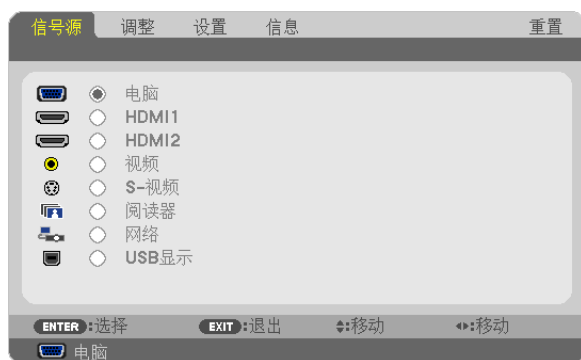 信号源 调整 设置 信息 重置
电脑
HDMI1
HDMI2
视频
S-视频
阅读器
网络
USB显示
ENTER:选择 EXIT:退出 :移动 :移动
电脑